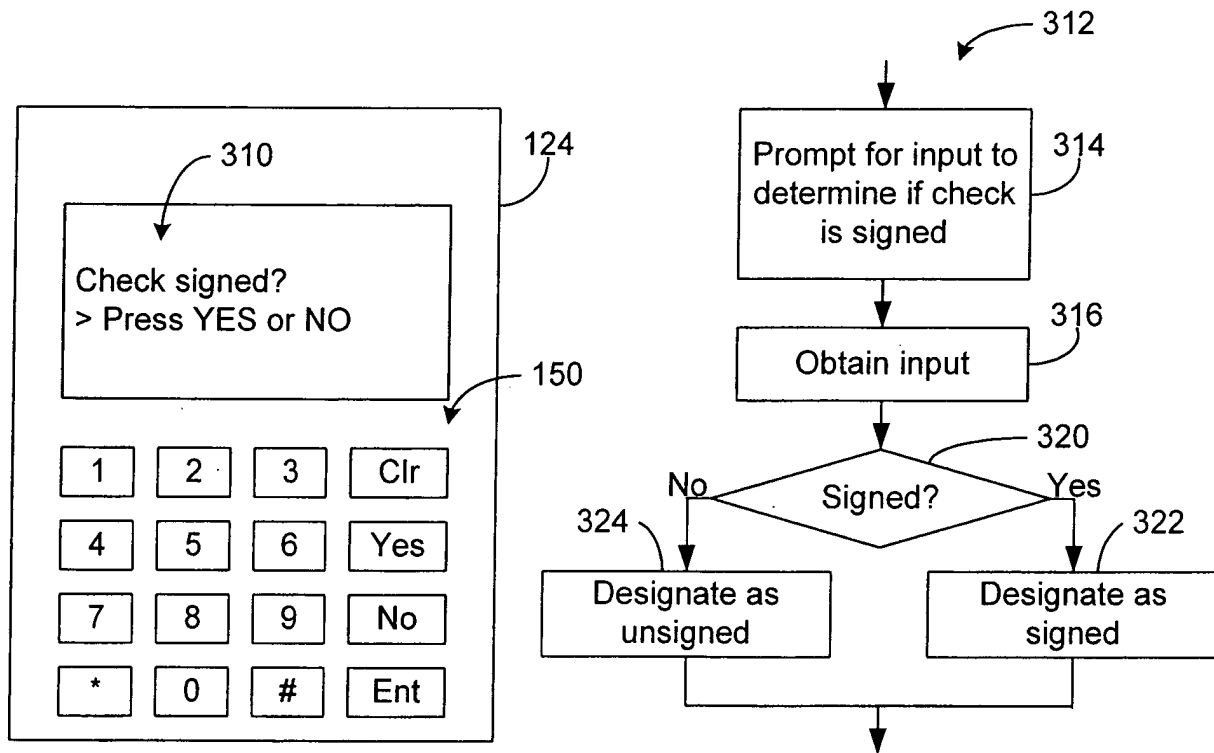 310
124
Check signed?
> Press YES or NO
150
1 2 3 Clr
4 5 6 Yes
7 8 9 No
* 0 # Ent
312
Prompt for input to
determine if check
is signed
314
316
Obtain input
320
No
Signed?
Yes
324
322
Designate as
unsigned
Designate as
signed